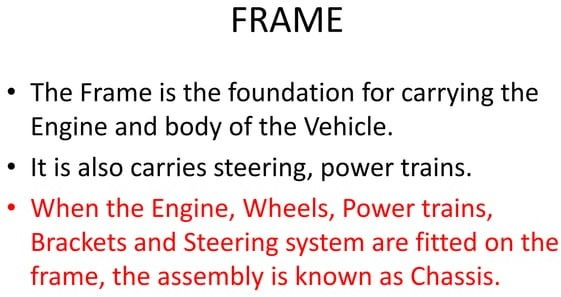 FRAME
• The Frame is the foundation for carrying the
Engine and body of the Vehicle.
• It is also carries steering, power trains.
• When the Engine, Wheels, Power trains,
Brackets and Steering system are fitted on the
frame, the assembly is known as Chassis.